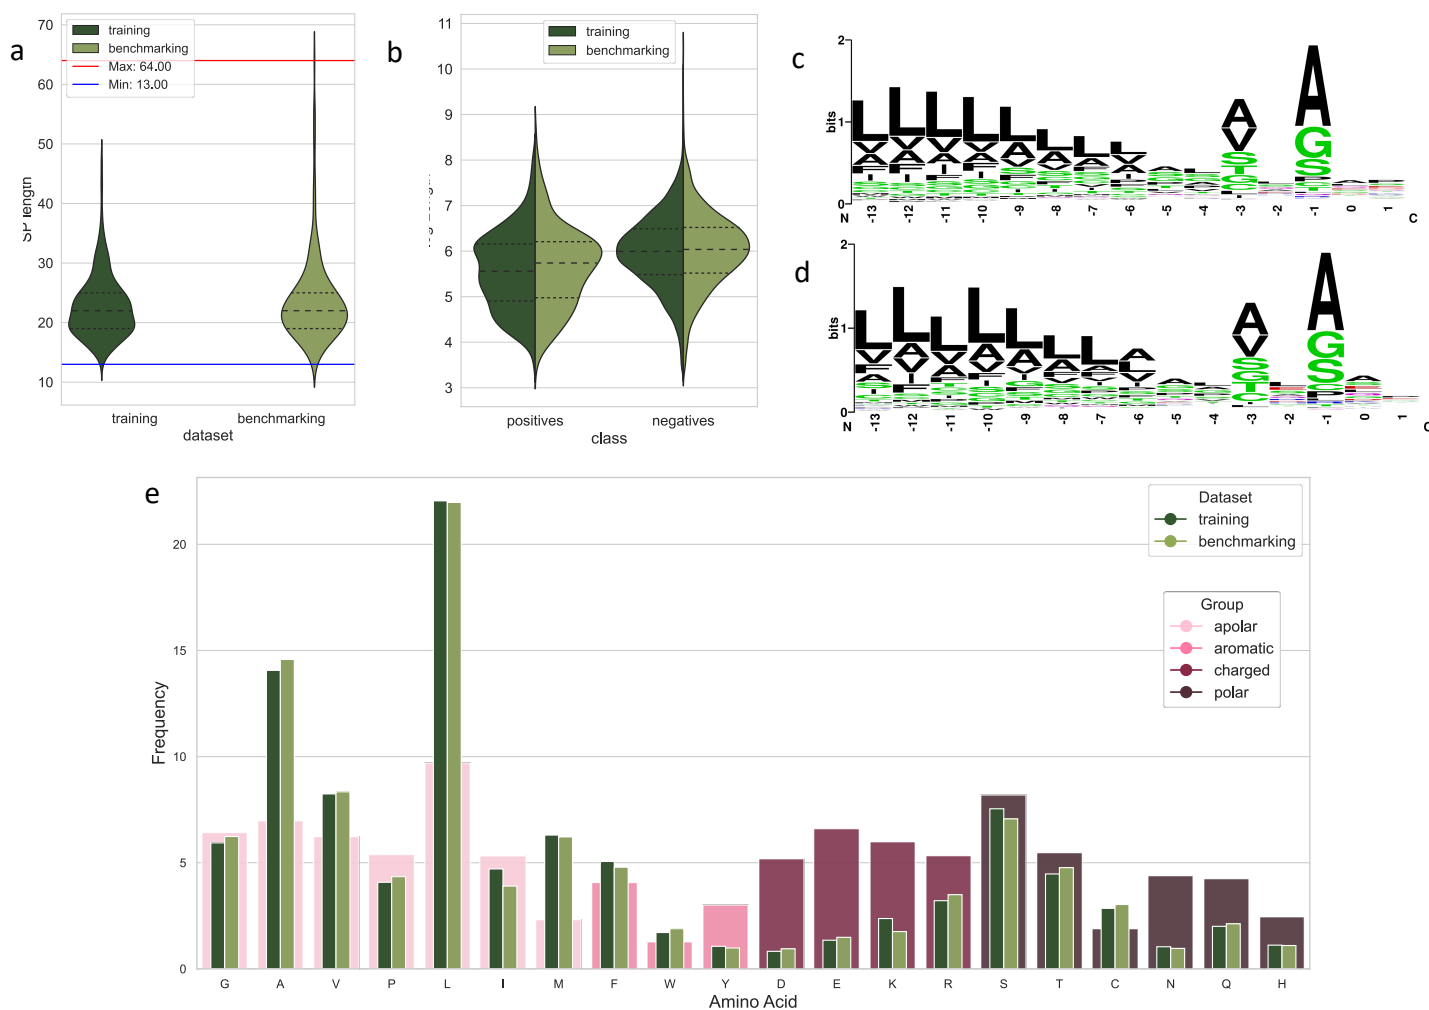 a
70
60
50
40
30
20
10
SP length
training
benchmarking
Max: 64.00
Min: 13.00
training
benchmarking
dataset
b
11
10
9
8
7
6
5
4
3
training
benchmarking
positives
negatives
class
c
2
1
0
bits
N
-13
-12
-11
-10
-9
-8
-7
-6
-5
-4
-3
-2
-1
0
1
C
d
2
1
0
bits
N
-13
-12
-11
-10
-9
-8
-7
-6
-5
-4
-3
-2
-1
0
1
C
e
Dataset
training
benchmarking
Group
apolar
aromatic
charged
polar
20
15
10
5
0
Frequency
G A V P L I M F W Y D E K R S T C N Q H
Amino Acid